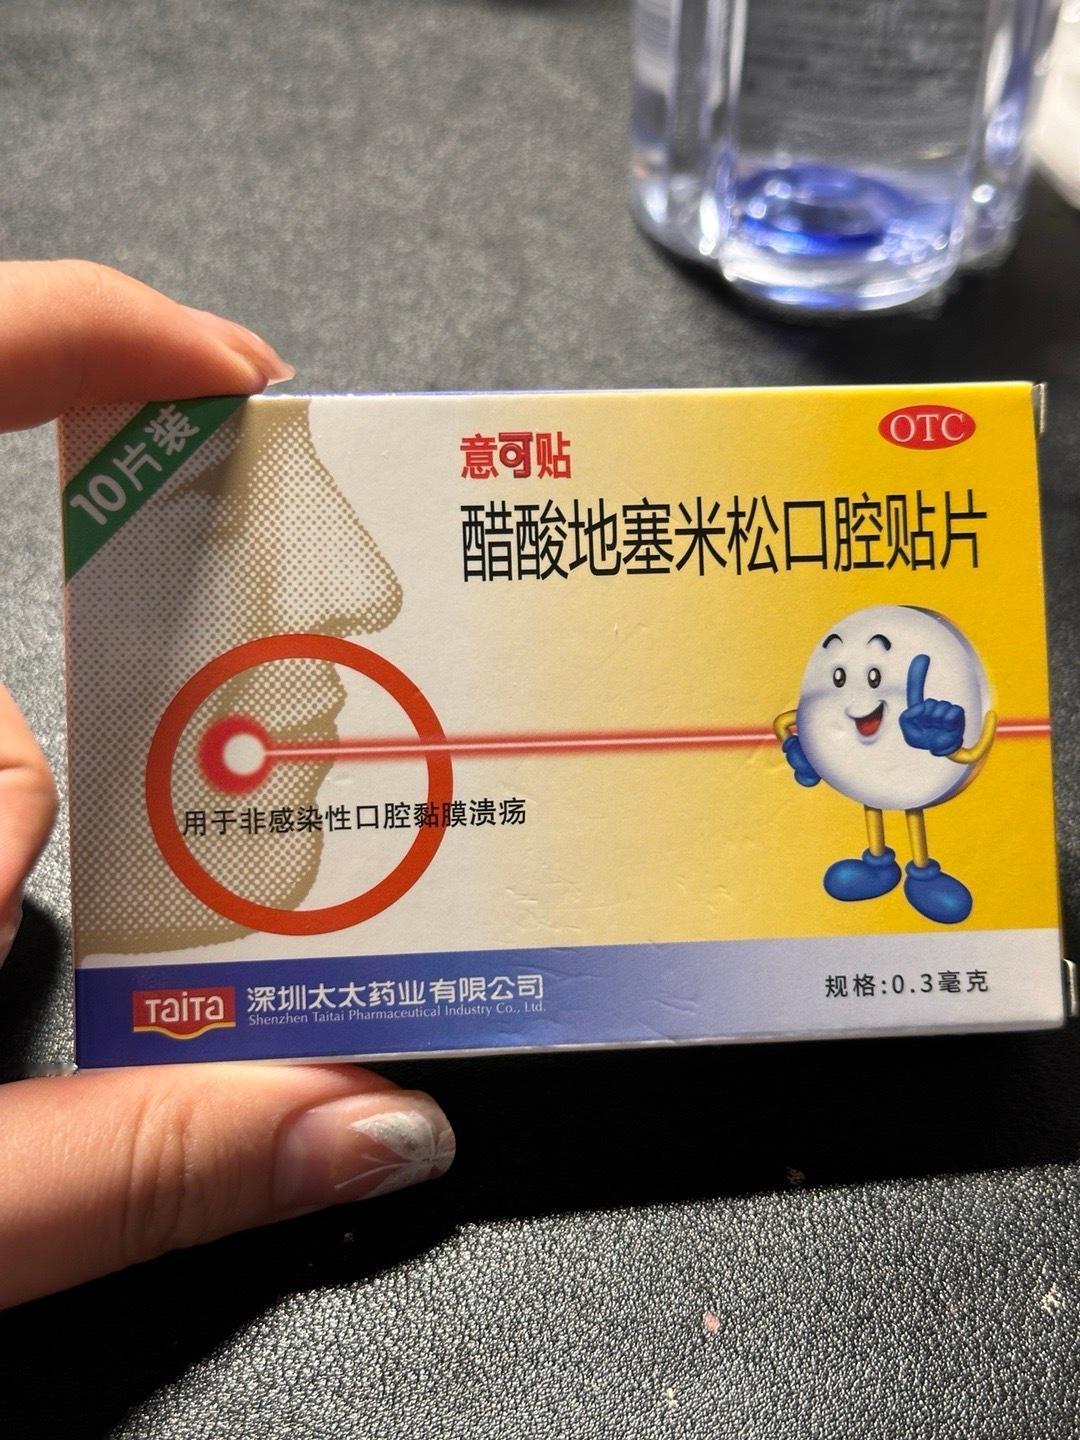 10片装
意可贴
OTC
醋酸地塞米松口腔贴片
用于非感染性口腔黏膜溃疡
TaiTa
深圳太太药业有限公司
Shenzhen Taitai Pharmaceutical Industry Co., Ltd.
规格:0.3毫克